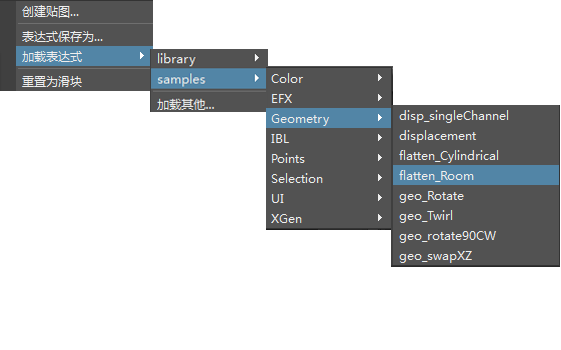 创建贴图...
表达式保存为...
加载表达式
重置为滑块
library
samples
加载其他...
Color
EFX
Geometry
IBL
Points
Selection
UI
XGen
disp_singleChannel
displacement
flatten_Cylindrical
flatten_Room
geo_Rotate
geo_Twirl
geo_rotate90CW
geo_swapXZ